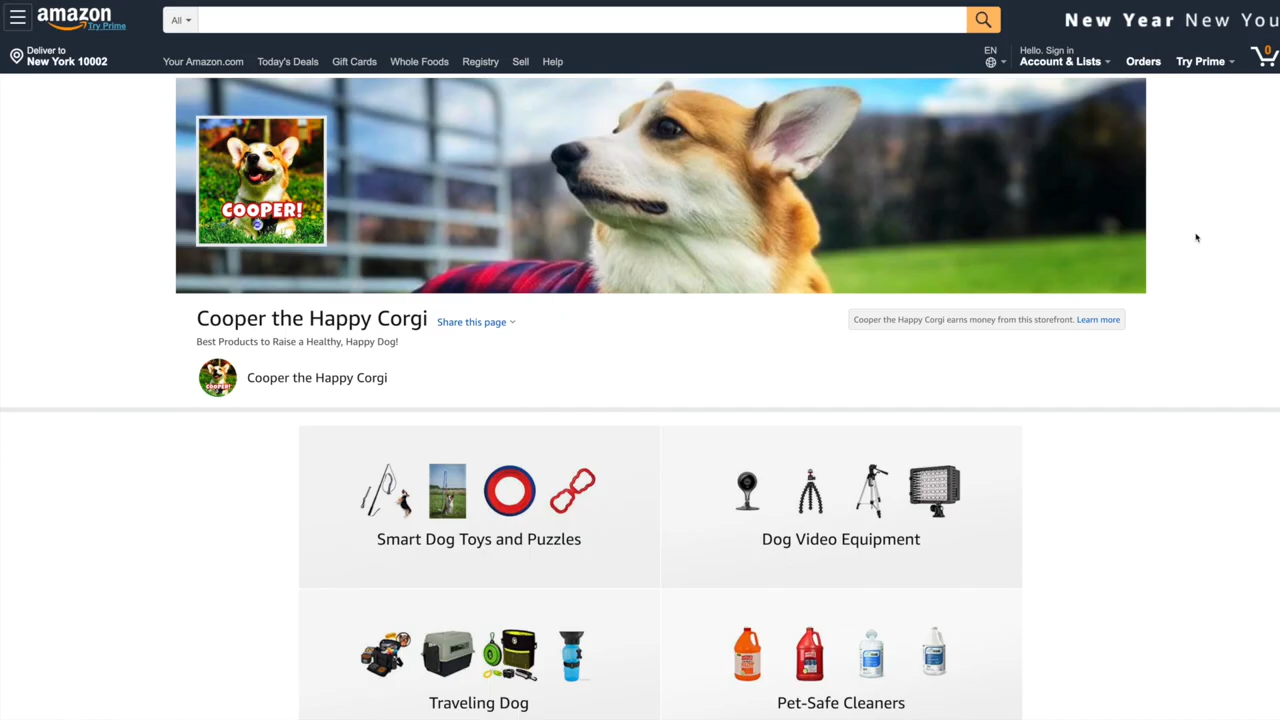 amazon
Try Prime
All
New Year New You
Deliver to
New York 10002
Your Amazon.com Today's Deals Gift Cards Whole Foods Registry Sell Help
EN
Hello. Sign in
Account & Lists
Orders
Try Prime
0
COOPER!
Cooper the Happy Corgi
Share this page
Cooper the Happy Corgi earns money from this storefront. Learn more
Best Products to Raise a Healthy, Happy Dog!
COOPER!
Cooper the Happy Corgi
Smart Dog Toys and Puzzles
Dog Video Equipment
Traveling Dog
Pet-Safe Cleaners